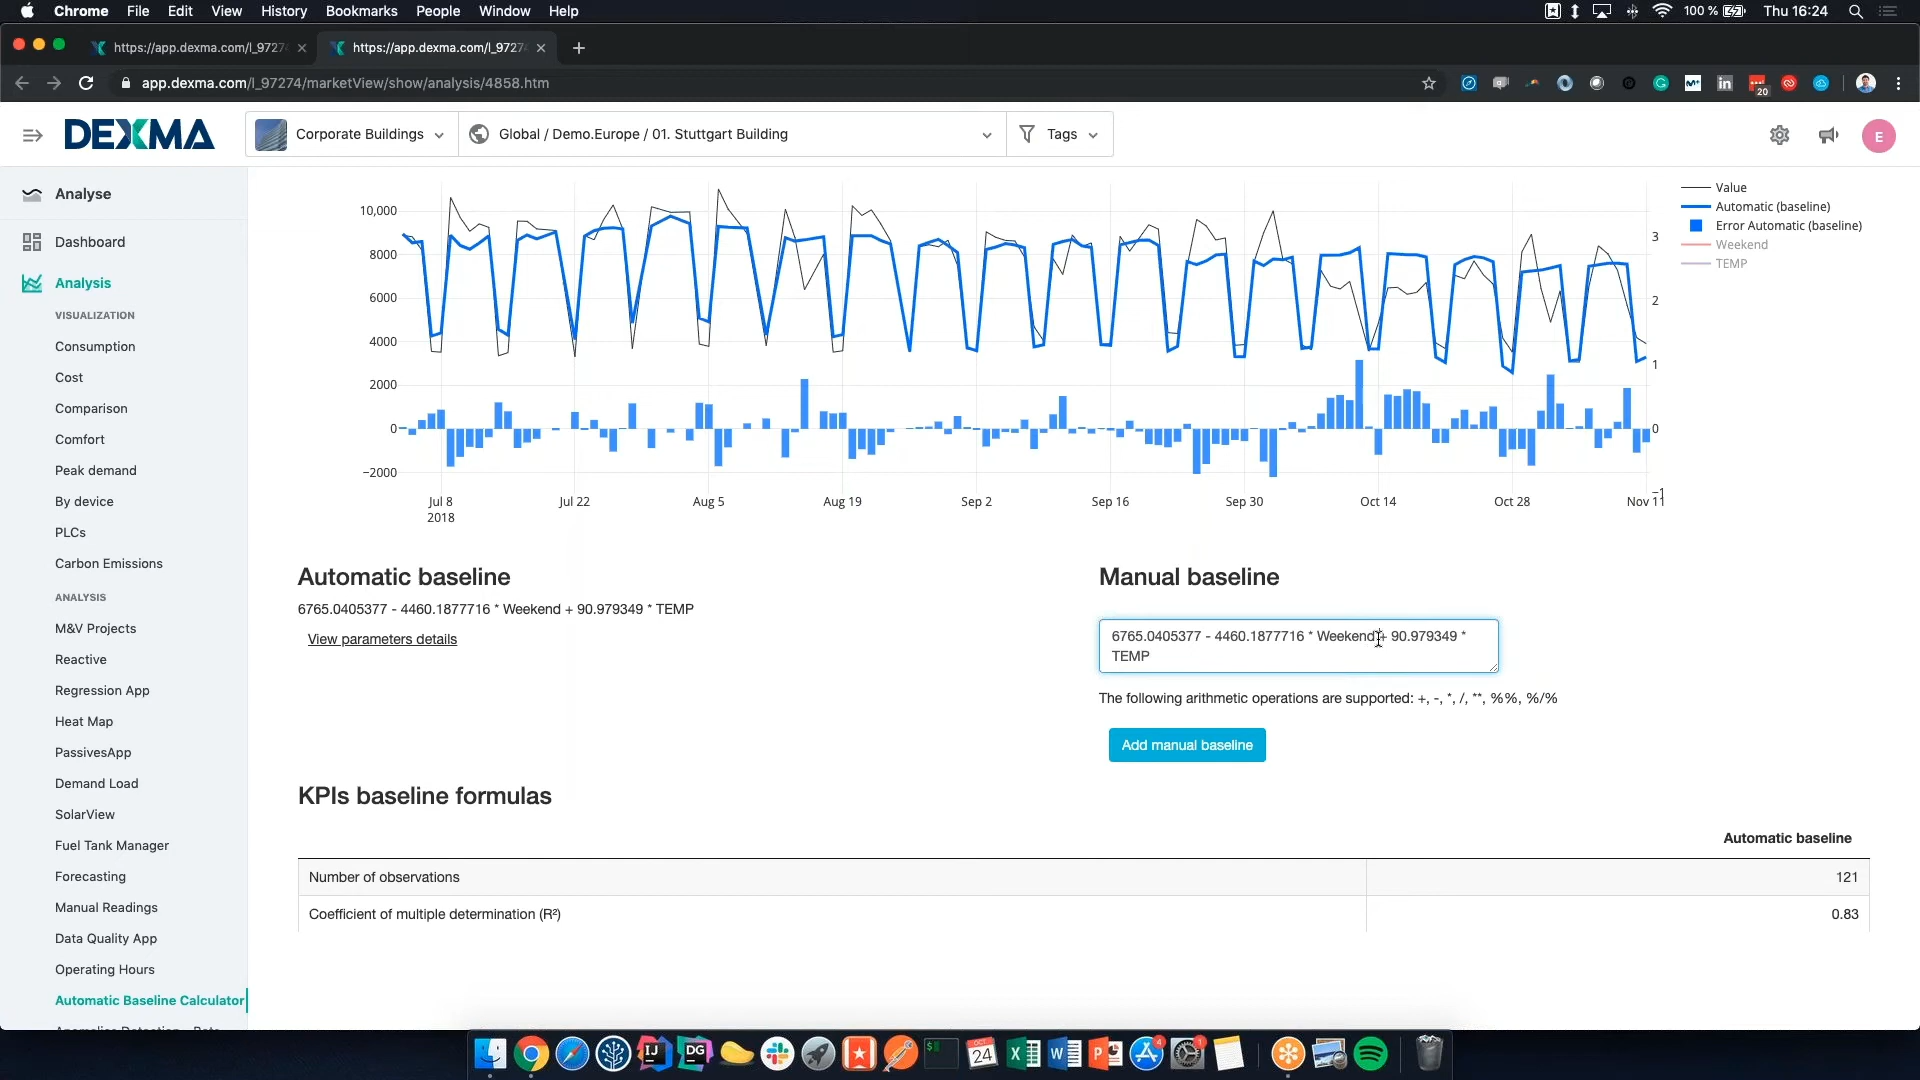 Chrome File Edit View History Bookmarks People Window Help 100 % Thu 16:24
https://app.dexma.com/l_9727 https://app.dexma.com/l_9727
app.dexma.com/l_97274/marketView/show/analysis/4858.htm 20
DEXMA Corporate Buildings Global / Demo.Europe / 01. Stuttgart Building Tags E
Analyse
Dashboard
Analysis
VISUALIZATION
Consumption
Cost
Comparison
Comfort
Peak demand
By device
PLCs
Carbon Emissions
ANALYSIS
M&V Projects
Reactive
Regression App
Heat Map
PassivesApp
Demand Load
SolarView
Fuel Tank Manager
Forecasting
Manual Readings
Data Quality App
Operating Hours
Automatic Baseline Calculator
10,000
8000
6000
4000
2000
0
−2000
3
2
1
0
−1
Jul 8 Jul 22 Aug 5 Aug 19 Sep 2 Sep 16 Sep 30 Oct 14 Oct 28 Nov 11
2018
Value
Automatic (baseline)
Error Automatic (baseline)
Weekend
TEMP
Automatic baseline
6765.0405377 - 4460.1877716 * Weekend + 90.979349 * TEMP
View parameters details
Manual baseline
6765.0405377 - 4460.1877716 * Weekend + 90.979349 *
TEMP
The following arithmetic operations are supported: +, -, *, /, **, %%, %/%
Add manual baseline
KPIs baseline formulas
Automatic baseline
Number of observations 121
Coefficient of multiple determination (R²) 0.83
IJ DG $ OCT 24 4 1